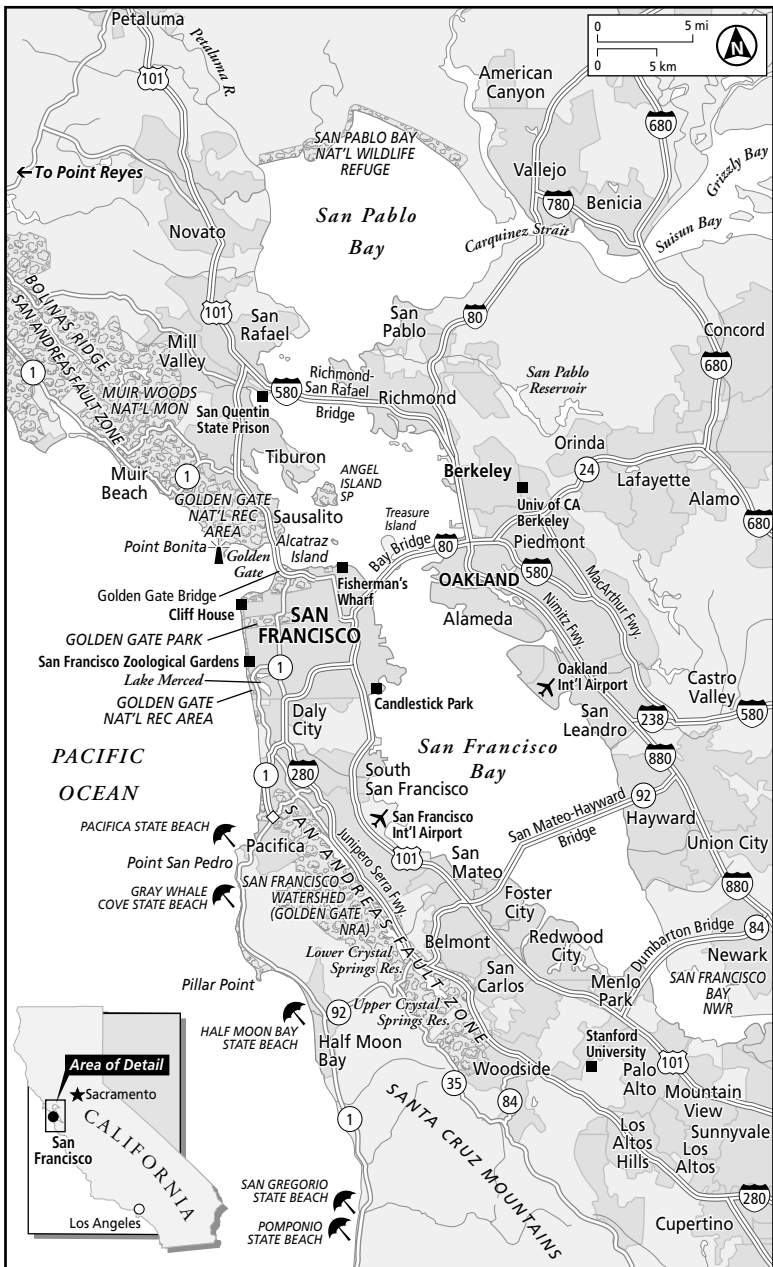 Petaluma
Petaluma R.
101
0 5 mi
0 5 km
N
American
Canyon
680
SAN PABLO BAY
NAT'L WILDLIFE
REFUGE
Vallejo
Grizzly Bay
←To Point Reyes
780
Benicia
San Pablo
Bay
Carquinez Strait
Suisun Bay
Novato
BOLINAS RIDGE
SAN ANDREAS FAULT ZONE
101
San
Rafael
San
Pablo
80
Concord
Mill
Valley
1
680
Richmond-
San Rafael
Bridge
580
San Pablo
Reservoir
MUIR WOODS
NAT'L MON
San Quentin
State Prison
Richmond
Orinda
Tiburon
ANGEL
ISLAND
SP
Berkeley
24
Lafayette
Muir
Beach
1
Univ of CA
Berkeley
Alamo
GOLDEN GATE
NAT'L REC
AREA
Sausalito
Treasure
Island
680
Point Bonita
Golden
Gate
Alcatraz
Island
Bay Bridge
80
Piedmont
Golden Gate Bridge
Fisherman's
Wharf
OAKLAND
580
MacArthur Fwy.
Cliff House
SAN
FRANCISCO
Alameda
Nimitz Fwy.
GOLDEN GATE PARK
San Francisco Zoological Gardens
1
Oakland
Int'l Airport
Castro
Valley
Lake Merced
GOLDEN GATE
NAT'L REC AREA
Candlestick Park
San
Leandro
238
580
Daly
City
PACIFIC
OCEAN
San Francisco
Bay
880
1
280
South
San Francisco
92
Hayward
San Mateo-Hayward
Bridge
PACIFICA STATE BEACH
San Francisco
Int'l Airport
Union City
Pacifica
SAN ANDREAS FAULT ZONE
Junipero Serra Fwy.
101
San
Mateo
Point San Pedro
GRAY WHALE
COVE STATE BEACH
SAN FRANCISCO
WATERSHED
(GOLDEN GATE
NRA)
Foster
City
880
84
Belmont
Redwood
City
Dumbarton Bridge
Newark
Lower Crystal
Springs Res.
San
Carlos
Menlo
Park
SAN FRANCISCO
BAY
NWR
Pillar Point
92
Upper Crystal
Springs Res.
HALF MOON BAY
STATE BEACH
Half Moon
Bay
Stanford
University
Woodside
Palo
Alto
101
Area of Detail
35
84
Mountain
View
Sacramento
1
SANTA CRUZ MOUNTAINS
Los
Altos
Hills
Sunnyvale
Los
Altos
San
Francisco
CALIFORNIA
SAN GREGORIO
STATE BEACH
280
Los Angeles
POMPONIO
STATE BEACH
Cupertino